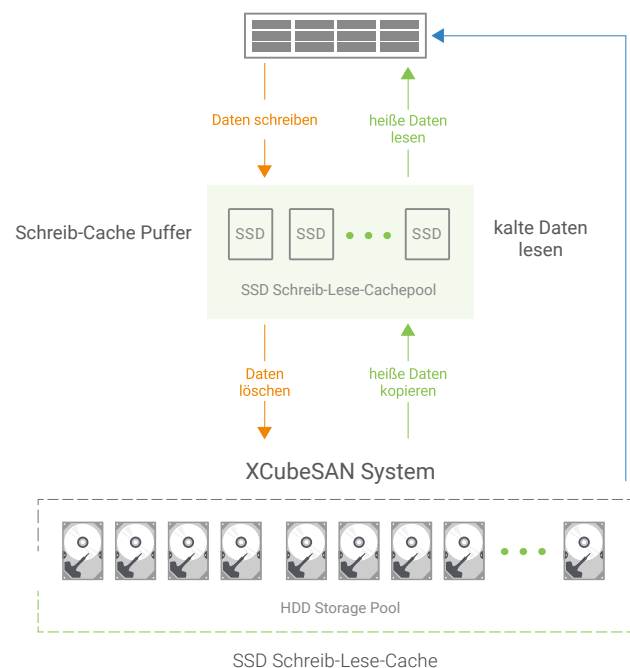 Daten schreiben
heiße Daten
lesen
Schreib-Cache Puffer
SSD
SSD
SSD
kalte Daten
lesen
SSD Schreib-Lese-Cachepool
Daten
löschen
heiße Daten
kopieren
XCubeSAN System
HDD Storage Pool
SSD Schreib-Lese-Cache